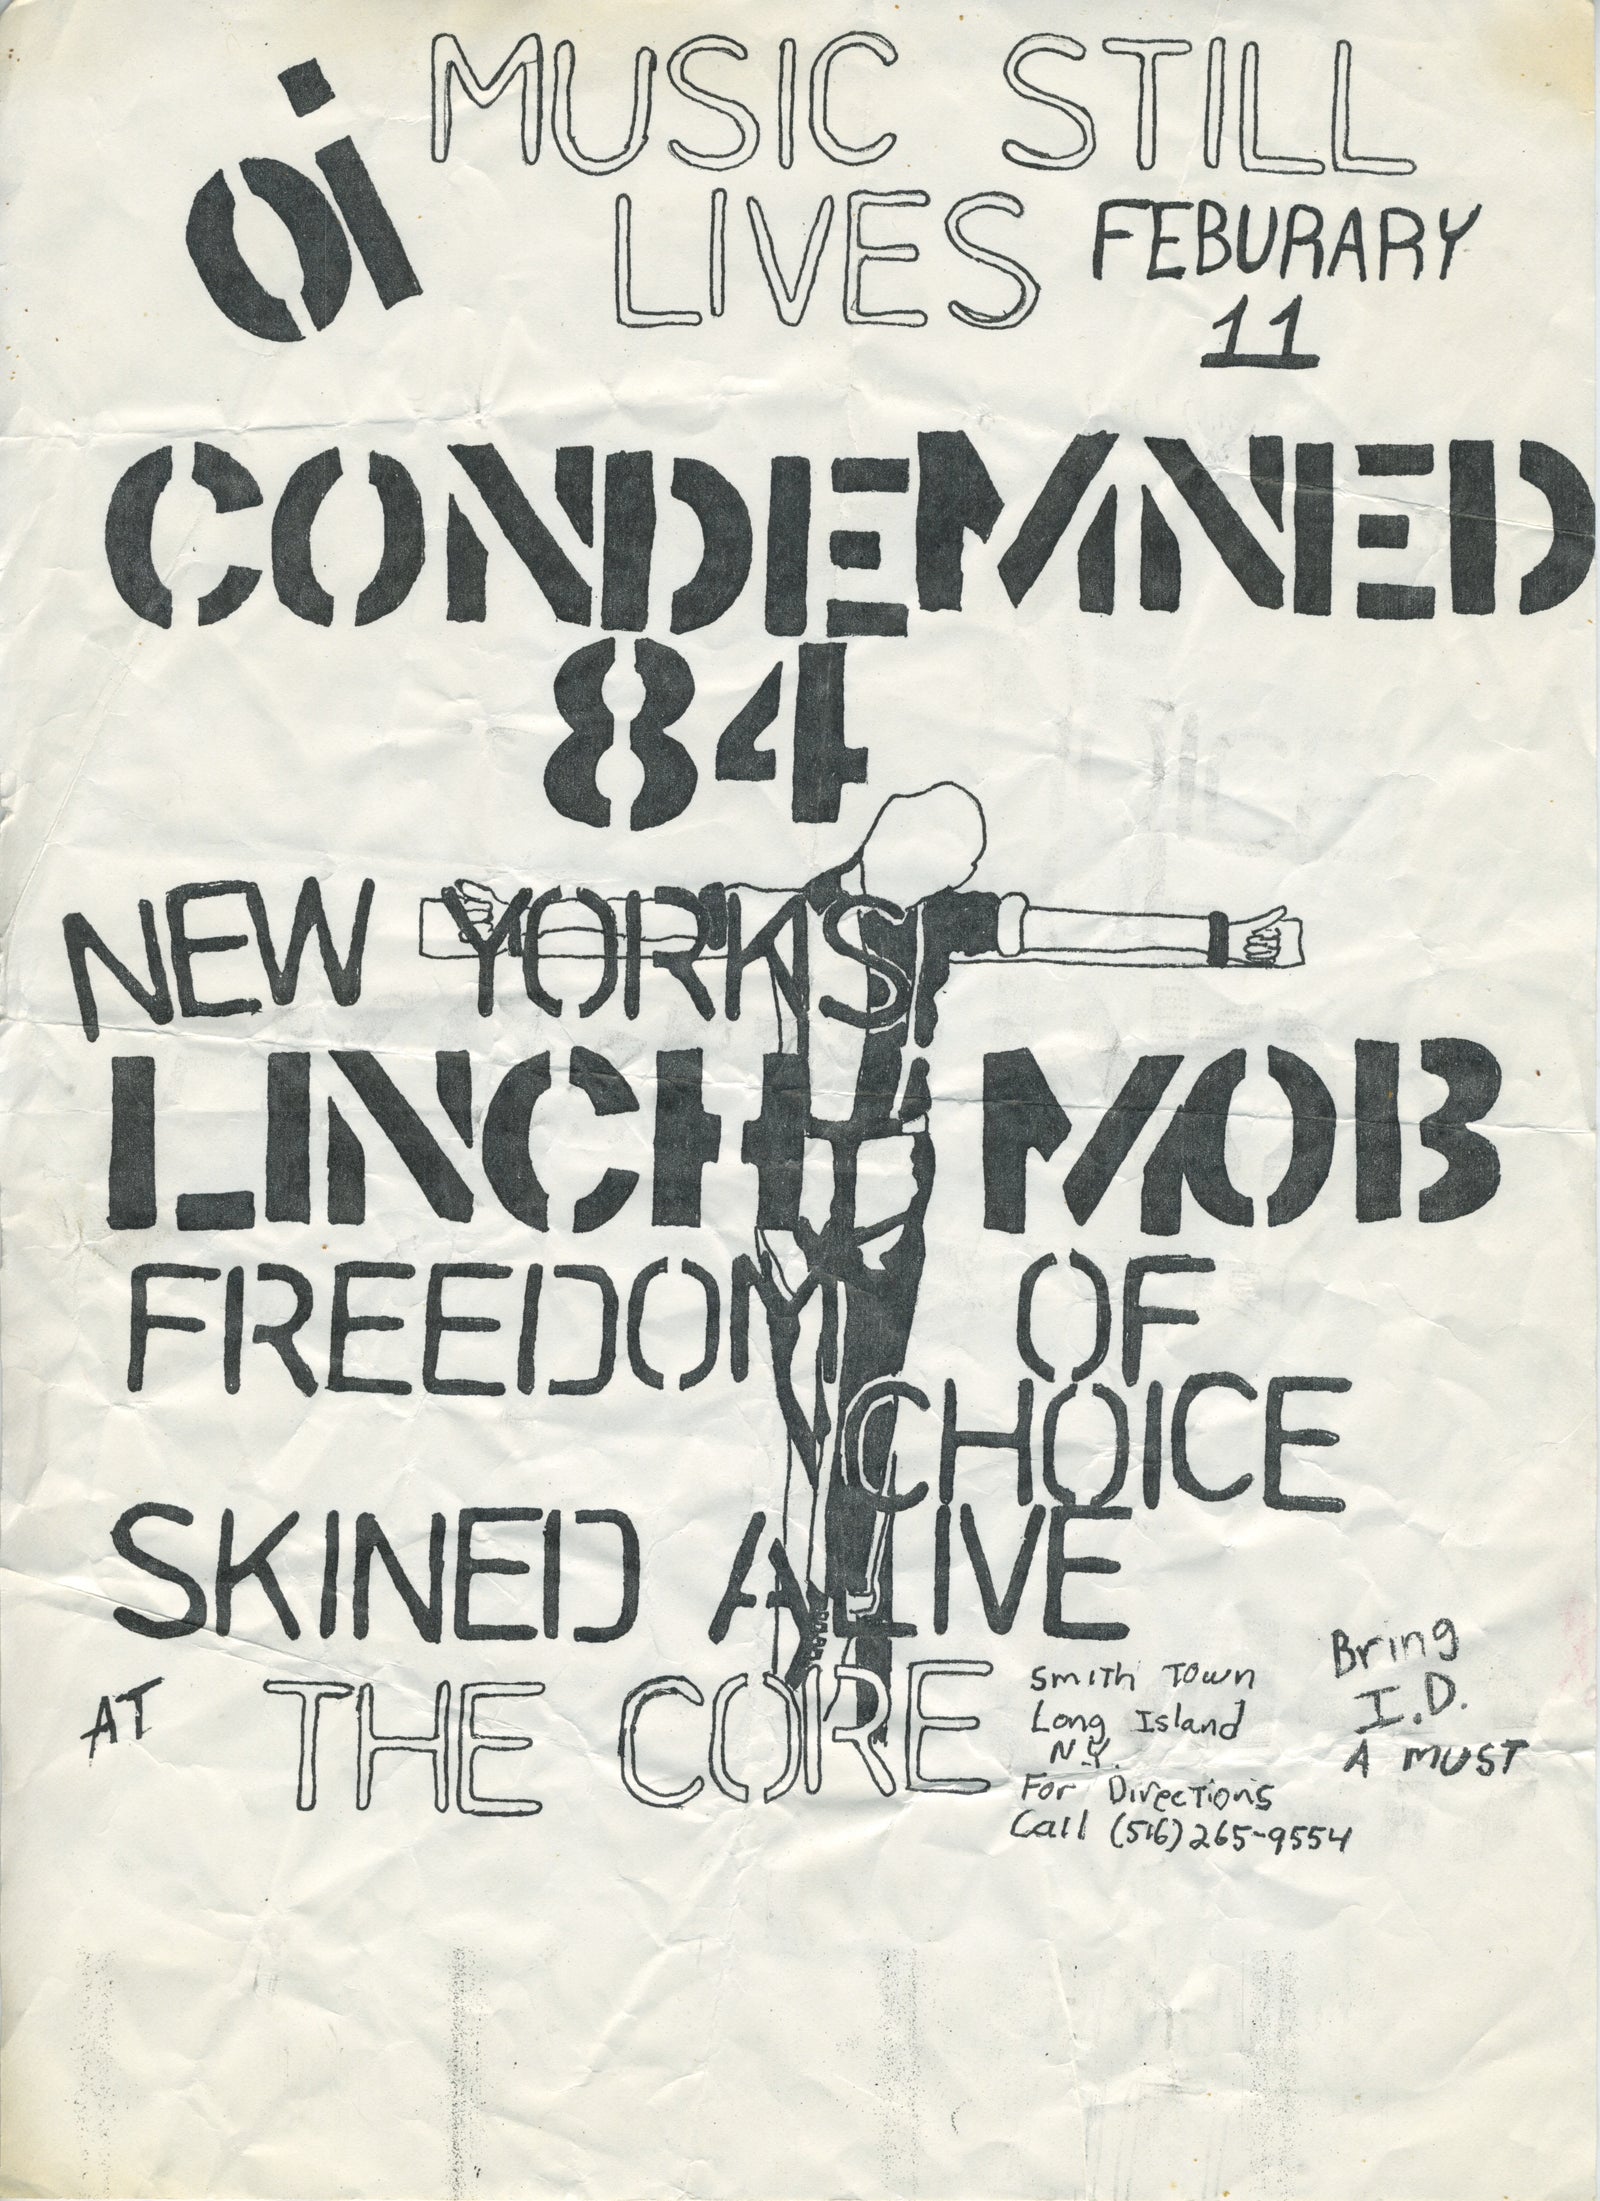 oi MUSIC STILL
LIVES FEBURARY
11
CONDEMNED
84
NEW YORKS
LINCH MOB
FREEDOM OF
CHOICE
SKINED ALIVE
AT THE CORE
Smith Town
Long Island
N.Y.
For Directions
Call (516) 265-9554
Bring
I.D.
A MUST